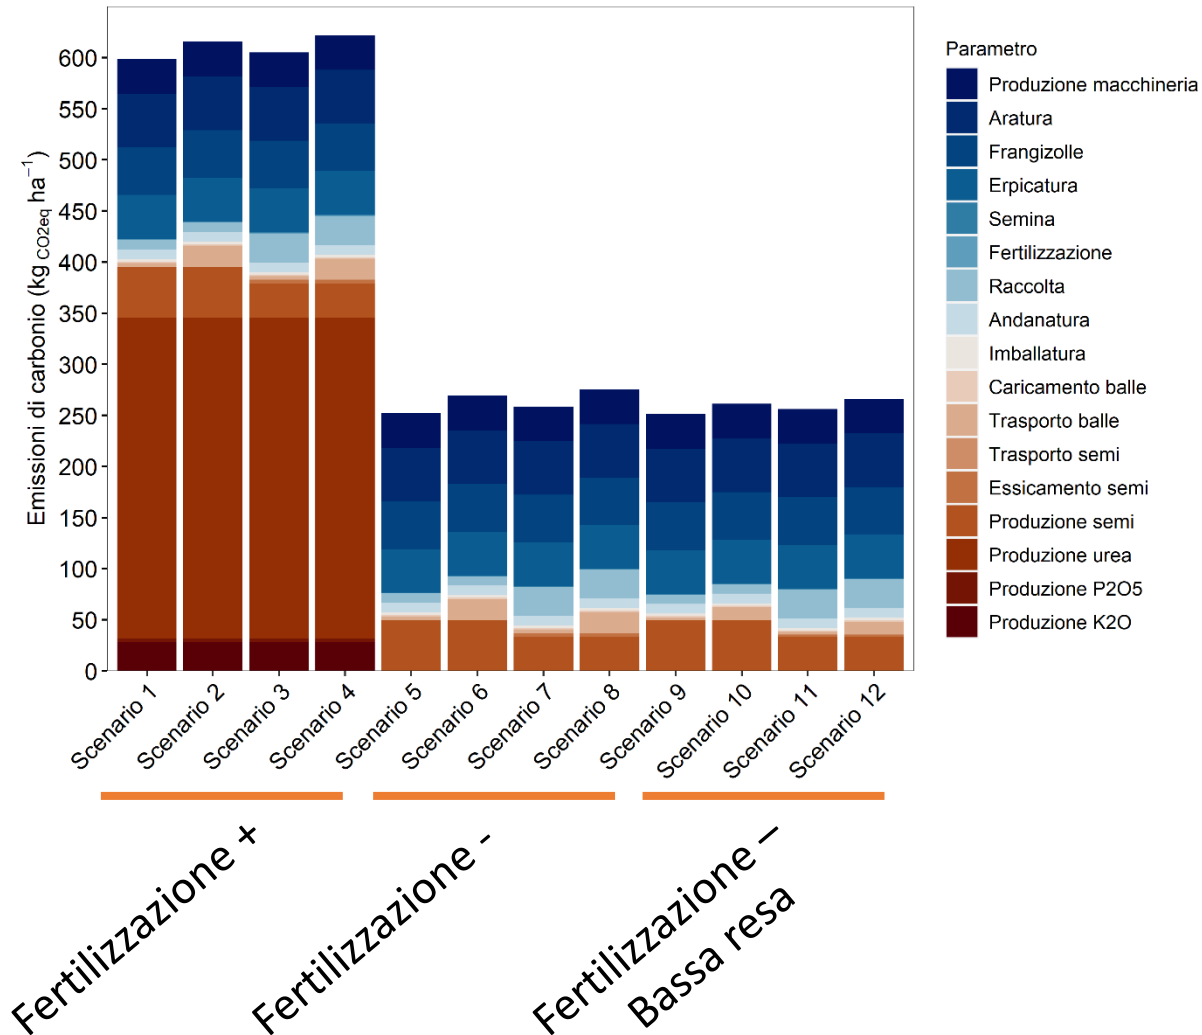 Emissioni di carbonio (kg CO2eq ha−1)
600
550
500
450
400
350
300
250
200
150
100
50
0
Scenario 1
Scenario 2
Scenario 3
Scenario 4
Scenario 5
Scenario 6
Scenario 7
Scenario 8
Scenario 9
Scenario 10
Scenario 11
Scenario 12
Parametro
Produzione macchineria
Aratura
Frangizolle
Erpicatura
Semina
Fertilizzazione
Raccolta
Andanatura
Imballatura
Caricamento balle
Trasporto balle
Trasporto semi
Essicamento semi
Produzione semi
Produzione urea
Produzione P2O5
Produzione K2O
Fertilizzazione +
Fertilizzazione -
Fertilizzazione –
Bassa resa